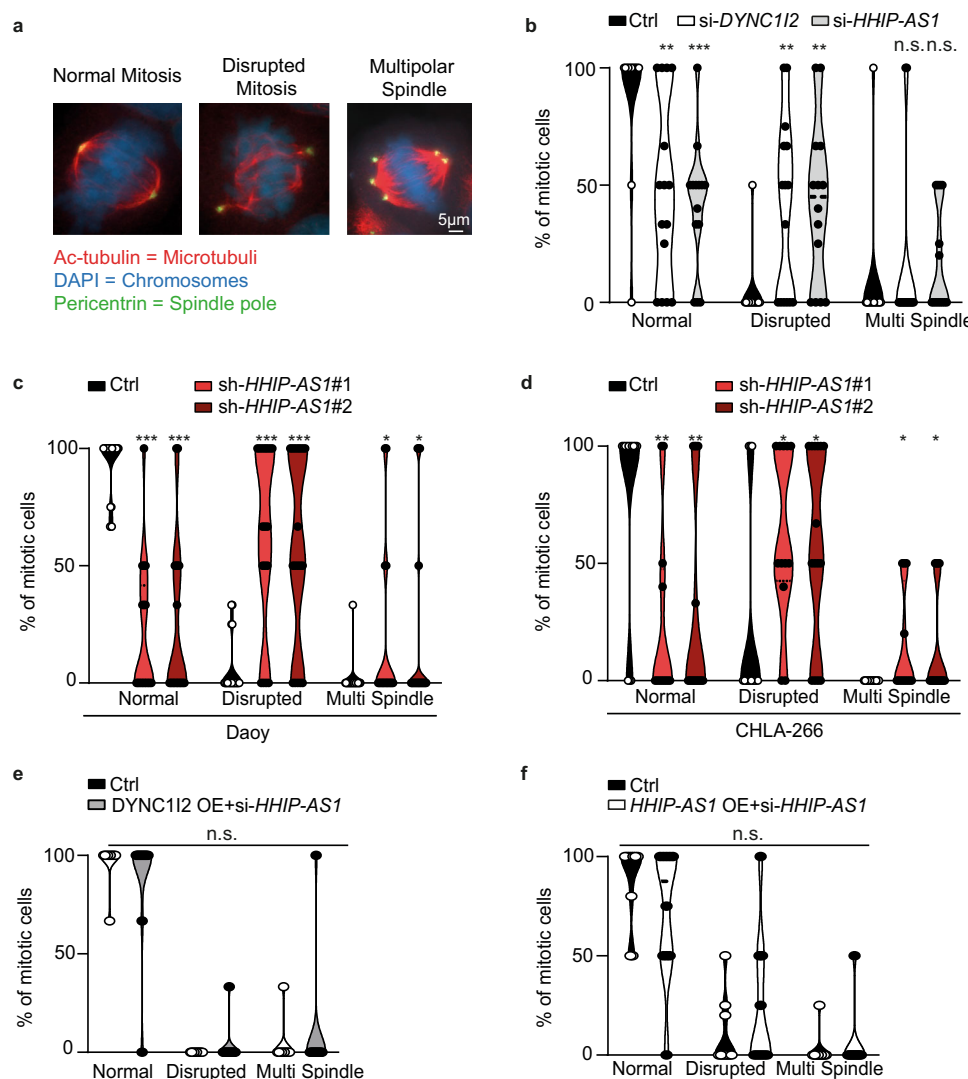 a
Normal Mitosis
Disrupted
Mitosis
Multipolar
Spindle
5μm
Ac-tubulin = Microtubuli
DAPI = Chromosomes
Pericentrin = Spindle pole
b
Ctrl si-DYNC1I2 si-HHIP-AS1
** *** ** ** n.s. n.s.
% of mitotic cells
100
50
0
Normal Disrupted Multi Spindle
c
Ctrl sh-HHIP-AS1#1
sh-HHIP-AS1#2
*** *** *** *** * *
% of mitotic cells
100
50
0
Normal Disrupted Multi Spindle
Daoy
d
Ctrl sh-HHIP-AS1#1
sh-HHIP-AS1#2
** ** * * * *
% of mitotic cells
100
50
0
Normal Disrupted Multi Spindle
CHLA-266
e
Ctrl
DYNC1I2 OE+si-HHIP-AS1
n.s.
% of mitotic cells
100
50
0
Normal Disrupted Multi Spindle
f
Ctrl
HHIP-AS1 OE+si-HHIP-AS1
n.s.
% of mitotic cells
100
50
0
Normal Disrupted Multi Spindle